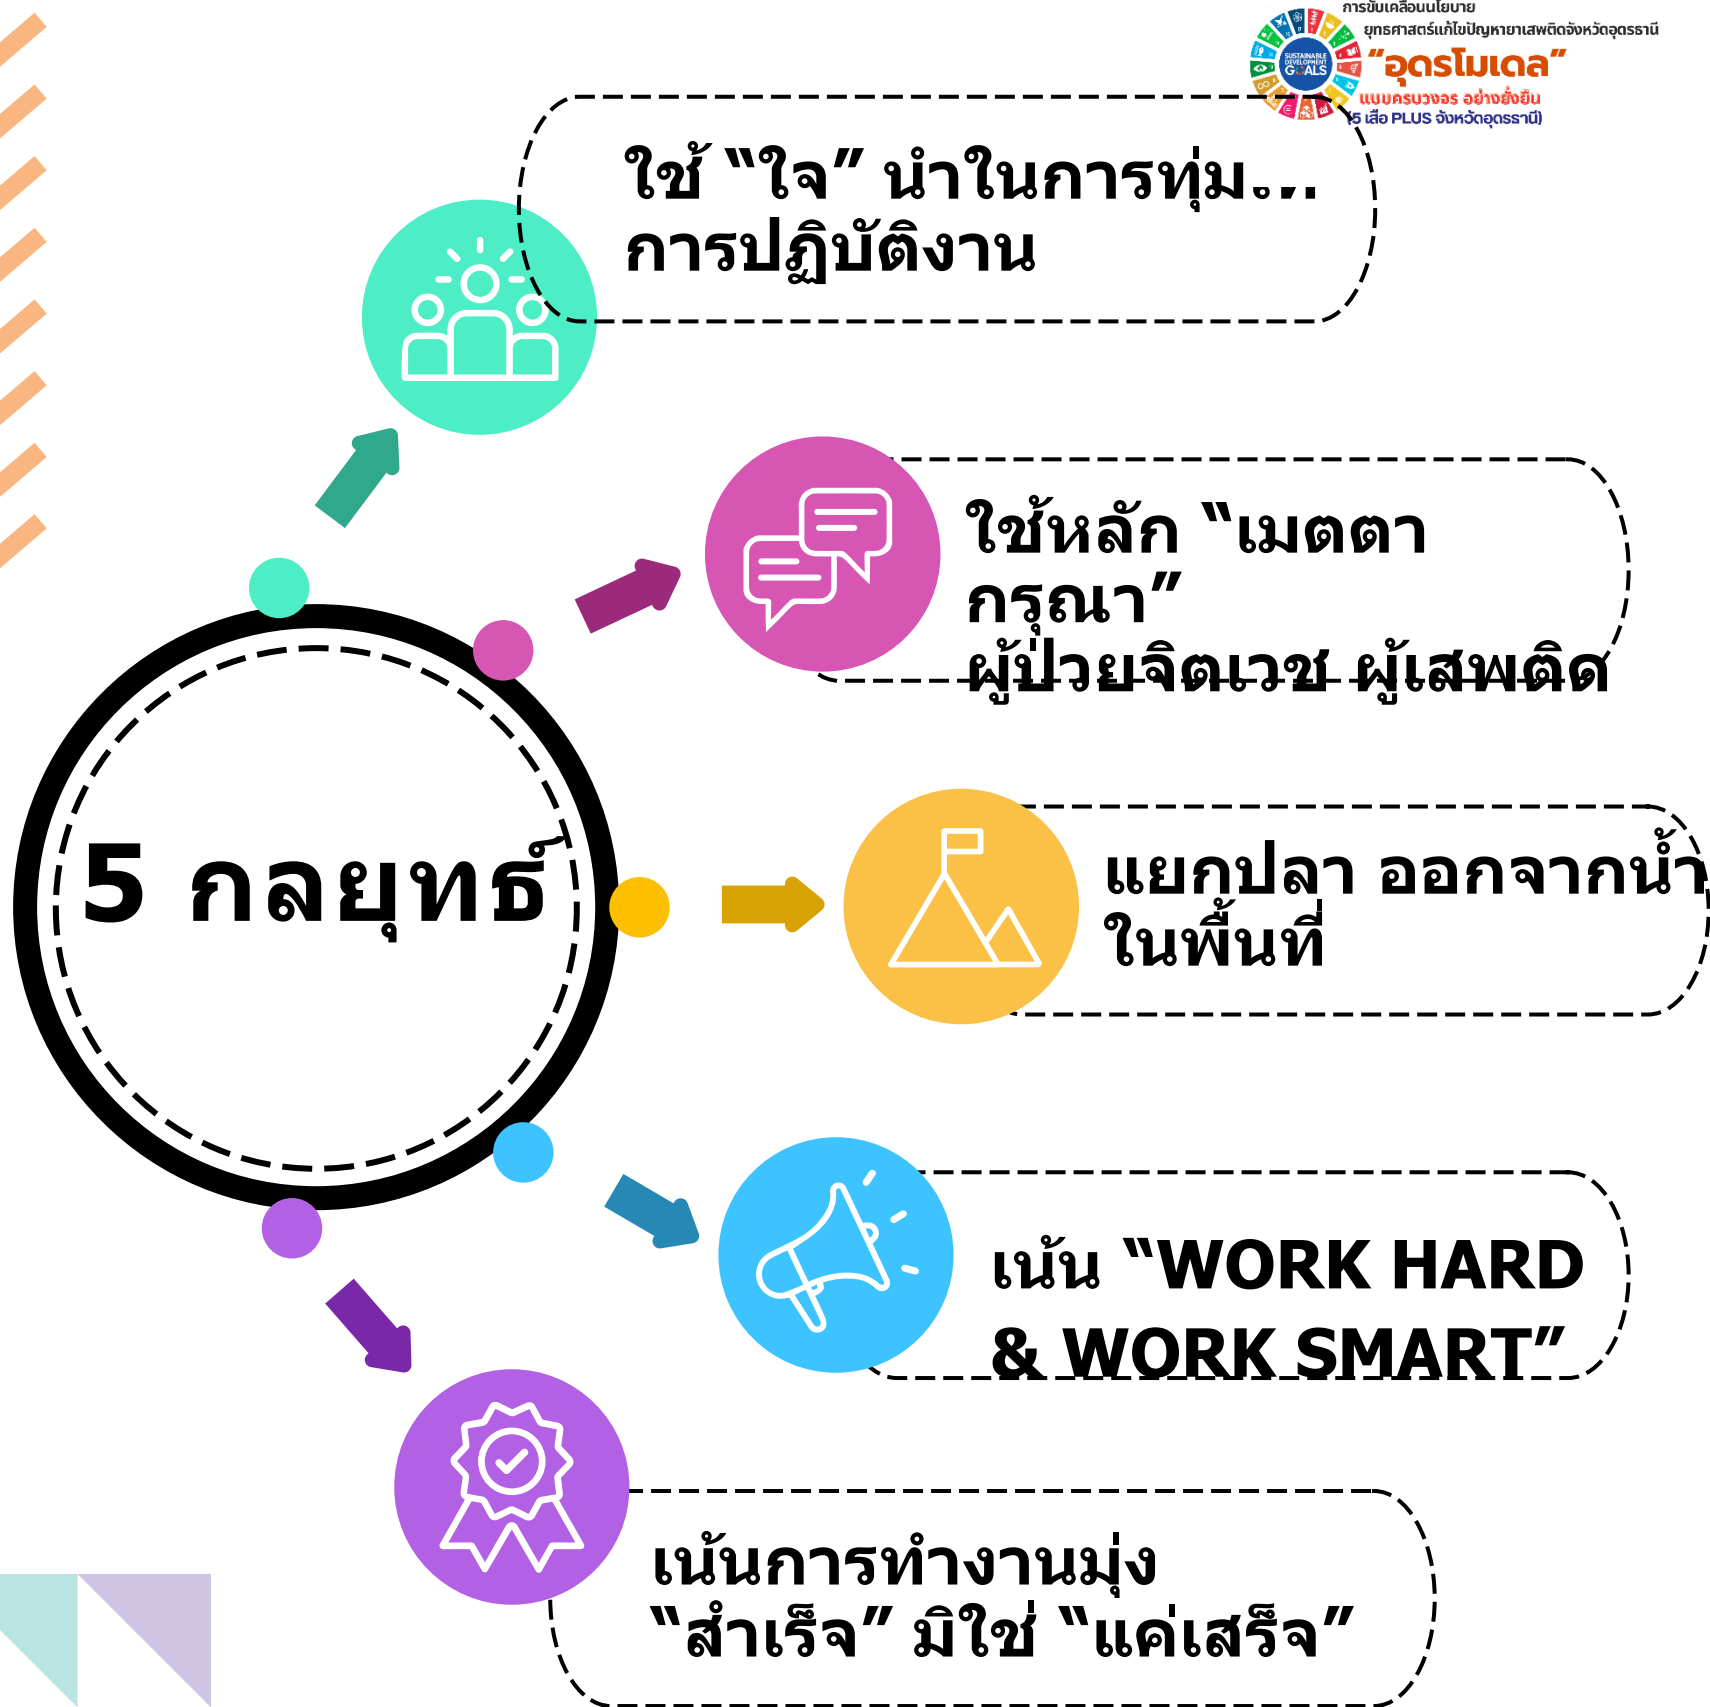 การขับเคลื่อนนโยบาย
ยุทธศาสตร์แก้ไขปัญหายาเสพติดจังหวัดอุดรธานี
“อุดรโมเดล”
แบบครบวงจร อย่างยั่งยืน
(5 เสือ PLUS จังหวัดอุดรธานี)
SUSTAINABLE
DEVELOPMENT
GOALS
ใช้ “ใจ” นำในการทุ่ม...
การปฏิบัติงาน
ใช้หลัก “เมตตา
กรุณา”
ผู้ป่วยจิตเวช ผู้เสพติด
5 กลยุทธ์
แยกปลา ออกจากน้ำ
ในพื้นที่
เน้น “WORK HARD
& WORK SMART”
เน้นการทำงานมุ่ง
“สำเร็จ” มิใช่ “แค่เสร็จ”